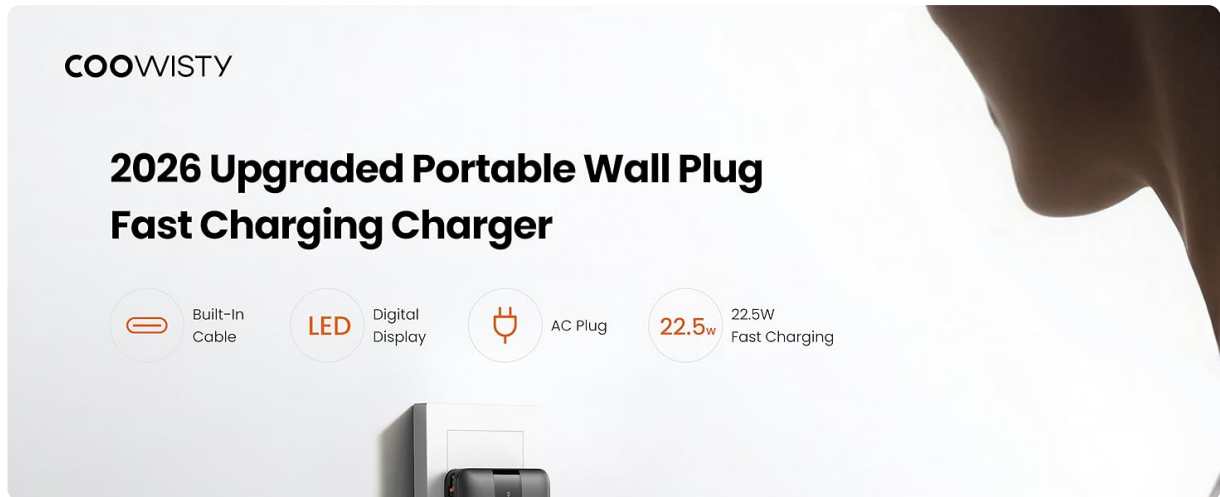 COOWISTY
2026 Upgraded Portable Wall Plug
Fast Charging Charger
Built-In
Cable
LED
Digital
Display
AC Plug
22.5w
22.5W
Fast Charging